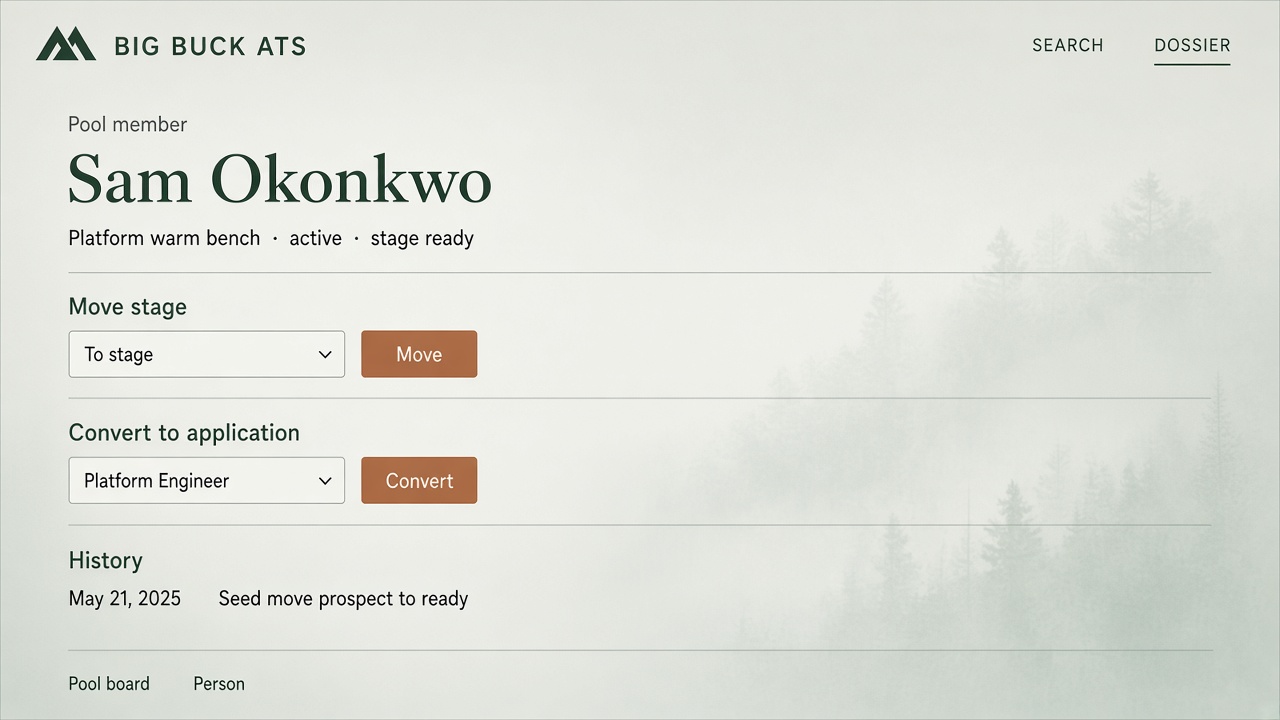 BIG BUCK ATS
SEARCH DOSSIER
Pool member
Sam Okonkwo
Platform warm bench · active · stage ready
Move stage
To stage Move
Convert to application
Platform Engineer Convert
History
May 21, 2025 Seed move prospect to ready
Pool board Person